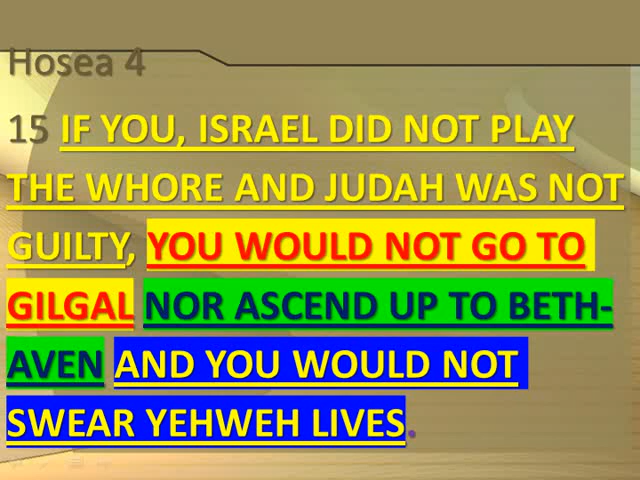 Hosea 4
15 IF YOU, ISRAEL DID NOT PLAY
THE WHORE AND JUDAH WAS NOT
GUILTY, YOU WOULD NOT GO TO
GILGAL NOR ASCEND UP TO BETH-
AVEN AND YOU WOULD NOT
SWEAR YEHWEH LIVES.